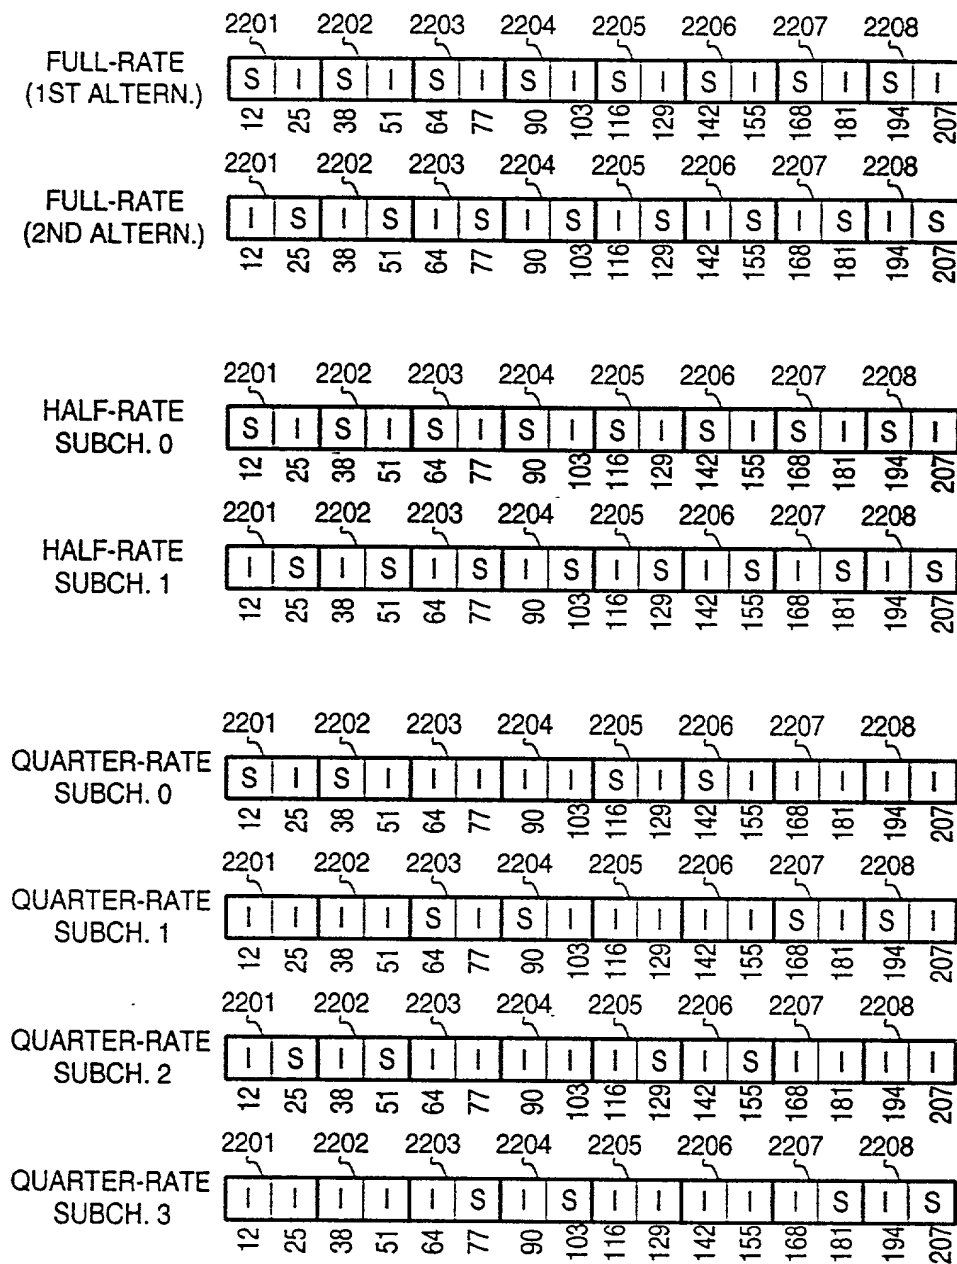 2201 2202 2203 2204 2205 2206 2207 2208
FULL-RATE
(1ST ALTERN.)
S I S I S I S I S I S I S I S I
12 25 38 51 64 77 90 103 116 129 142 155 168 181 194 207
2201 2202 2203 2204 2205 2206 2207 2208
FULL-RATE
(2ND ALTERN.)
I S I S I S I S I S I S I S I S
12 25 38 51 64 77 90 103 116 129 142 155 168 181 194 207
2201 2202 2203 2204 2205 2206 2207 2208
HALF-RATE
SUBCH. 0
S I S I S I S I S I S I S I S I
12 25 38 51 64 77 90 103 116 129 142 155 168 181 194 207
2201 2202 2203 2204 2205 2206 2207 2208
HALF-RATE
SUBCH. 1
I S I S I S I S I S I S I S I S
12 25 38 51 64 77 90 103 116 129 142 155 168 181 194 207
2201 2202 2203 2204 2205 2206 2207 2208
QUARTER-RATE
SUBCH. 0
S I S I I I I I S I S I I I I I
12 25 38 51 64 77 90 103 116 129 142 155 168 181 194 207
2201 2202 2203 2204 2205 2206 2207 2208
QUARTER-RATE
SUBCH. 1
I I I I S I S I I I I I S I S I
12 25 38 51 64 77 90 103 116 129 142 155 168 181 194 207
2201 2202 2203 2204 2205 2206 2207 2208
QUARTER-RATE
SUBCH. 2
I S I S I I I I I S I S I I I I
12 25 38 51 64 77 90 103 116 129 142 155 168 181 194 207
2201 2202 2203 2204 2205 2206 2207 2208
QUARTER-RATE
SUBCH. 3
I I I I I S I S I I I I I S I S
12 25 38 51 64 77 90 103 116 129 142 155 168 181 194 207